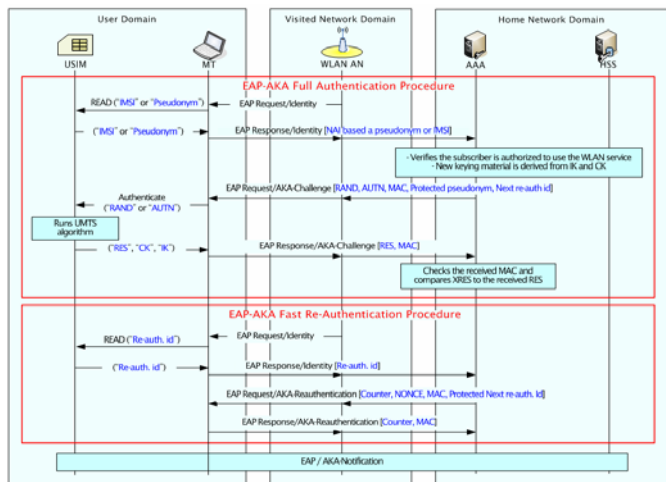 User Domain
Visited Network Domain
Home Network Domain
USIM
MT
WLAN AN
AAA
HSS
EAP-AKA Full Authentication Procedure
READ ("IMSI" or "Pseudonym")
EAP Request/Identity
("IMSI" or "Pseudonym")
EAP Response/Identity [NAI based a pseudonym or IMSI]
- Verifies the subscriber is authorized to use the WLAN service
- New keying material is derived from IK and CK
EAP Request/AKA-Challenge [RAND, AUTN, MAC, Protected pseudonym, Next re-auth id]
Authenticate
("RAND" or "AUTN")
Runs UMTS
algorithm
("RES", "CK", "IK")
EAP Response/AKA-Challenge [RES, MAC]
Checks the received MAC and
compares XRES to the received RES
EAP-AKA Fast Re-Authentication Procedure
READ ("Re-auth. id")
EAP Request/Identity
("Re-auth. id")
EAP Response/Identity [Re-auth. id]
EAP Request/AKA-Reauthentication [Counter, NONCE, MAC, Protected Next re-auth. Id]
EAP Response/AKA-Reauthentication [Counter, MAC]
EAP / AKA-Notification